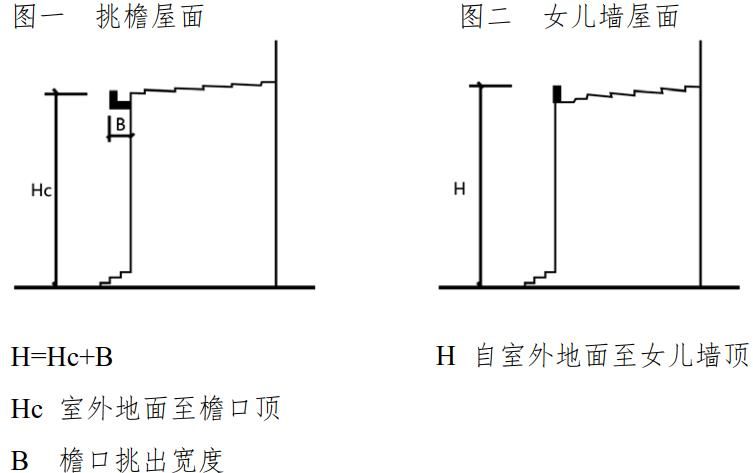 图一 挑檐屋面
B
Hc
H=Hc+B
Hc 室外地面至檐口顶
B 檐口挑出宽度
图二 女儿墙屋面
H
H 自室外地面至女儿墙顶